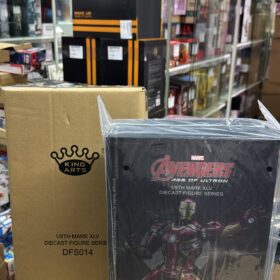 KING
ARTS
1/9TH MARK XLV
DIECAST FIGURE SERIES
DFS014
MARVEL
AVENGERS
AGE OF ULTRON
1/9TH MARK XLV
DIECAST FIGURE SERIES